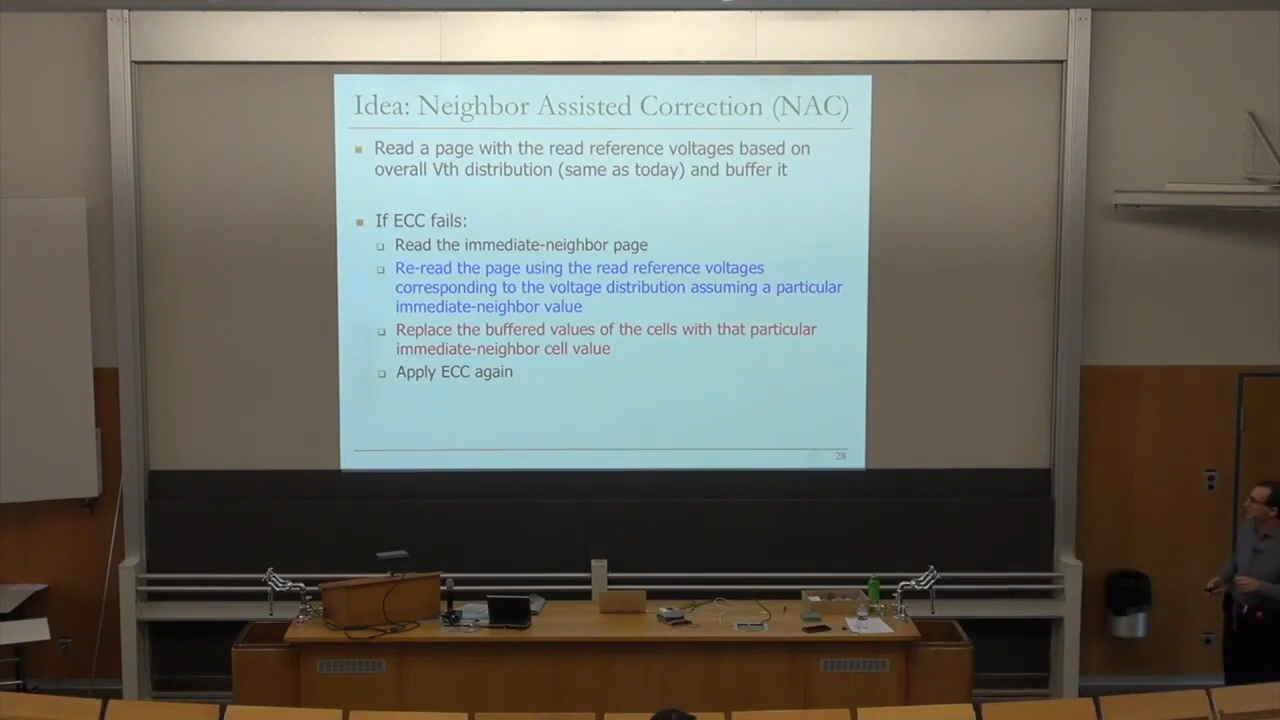 Idea: Neighbor Assisted Correction (NAC)
Read a page with the read reference voltages based on
overall Vth distribution (same as today) and buffer it
If ECC fails:
Read the immediate-neighbor page
Re-read the page using the read reference voltages
corresponding to the voltage distribution assuming a particular
immediate-neighbor value
Replace the buffered values of the cells with that particular
immediate-neighbor cell value
Apply ECC again
28